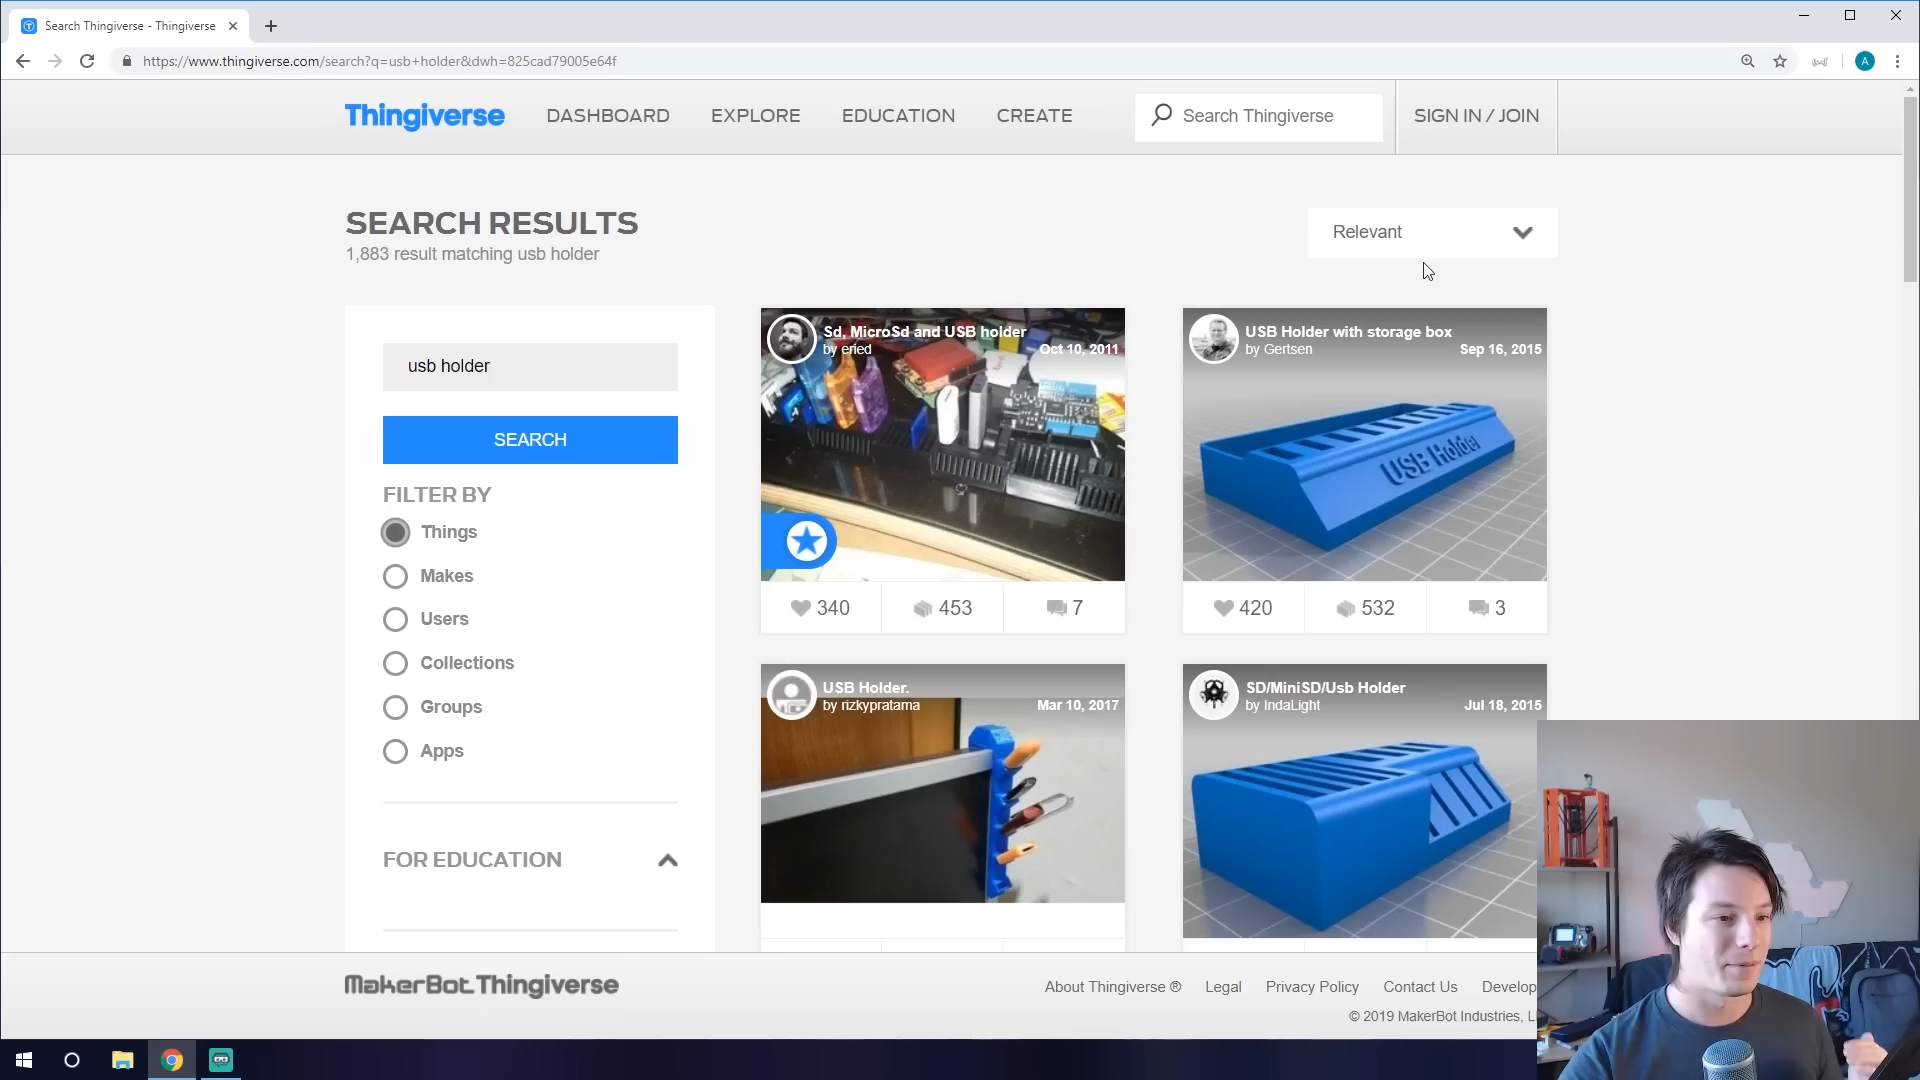 Search Thingiverse - Thingiverse
https://www.thingiverse.com/search?q=usb+holder&dwh=825cad79005e64f
A
Thingiverse
DASHBOARD
EXPLORE
EDUCATION
CREATE
Search Thingiverse
SIGN IN / JOIN
SEARCH RESULTS
1,883 result matching usb holder
Relevant
usb holder
SEARCH
FILTER BY
Things
Makes
Users
Collections
Groups
Apps
FOR EDUCATION
Sd, MicroSd and USB holder
by eried
Oct 10, 2011
340
453
7
USB Holder with storage box
by Gertsen
Sep 16, 2015
USB Holder
420
532
3
USB Holder.
by rizkypratama
Mar 10, 2017
SD/MiniSD/Usb Holder
by IndaLight
Jul 18, 2015
MakerBot Thingiverse
About Thingiverse ®
Legal
Privacy Policy
Contact Us
Develop
© 2019 MakerBot Industries, L